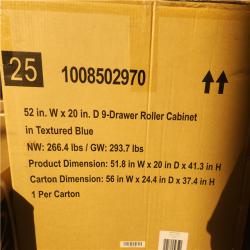 25
1008502970
52 in. W x 20 in. D 9-Drawer Roller Cabinet
in Textured Blue
NW: 266.4 lbs / GW: 293.7 lbs
Product Dimension: 51.8 in W x 20 in D x 41.3 in H
Carton Dimension: 56 in W x 24.4 in D x 37.4 in H
1 Per Carton